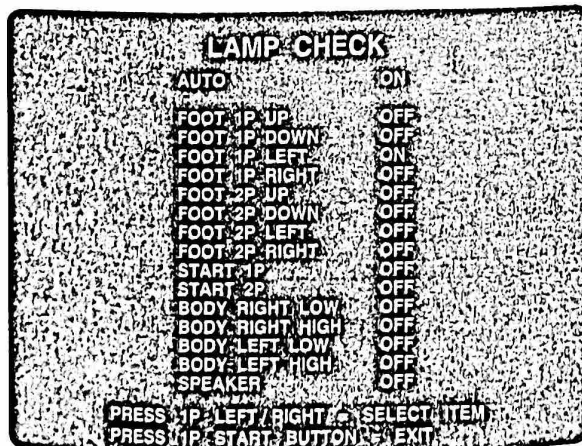 LAMP CHECK
AUTO ON
FOOT 1P UP OFF
FOOT 1P DOWN OFF
FOOT 1P LEFT ON
FOOT 1P RIGHT OFF
FOOT 2P UP OFF
FOOT 2P DOWN OFF
FOOT 2P LEFT OFF
FOOT 2P RIGHT OFF
START 1P OFF
START 2P OFF
BODY RIGHT LOW OFF
BODY RIGHT HIGH OFF
BODY LEFT LOW OFF
BODY LEFT HIGH OFF
SPEAKER OFF
PRESS 1P LEFT/RIGHT = SELECT ITEM
PRESS 1P START BUTTON = EXIT